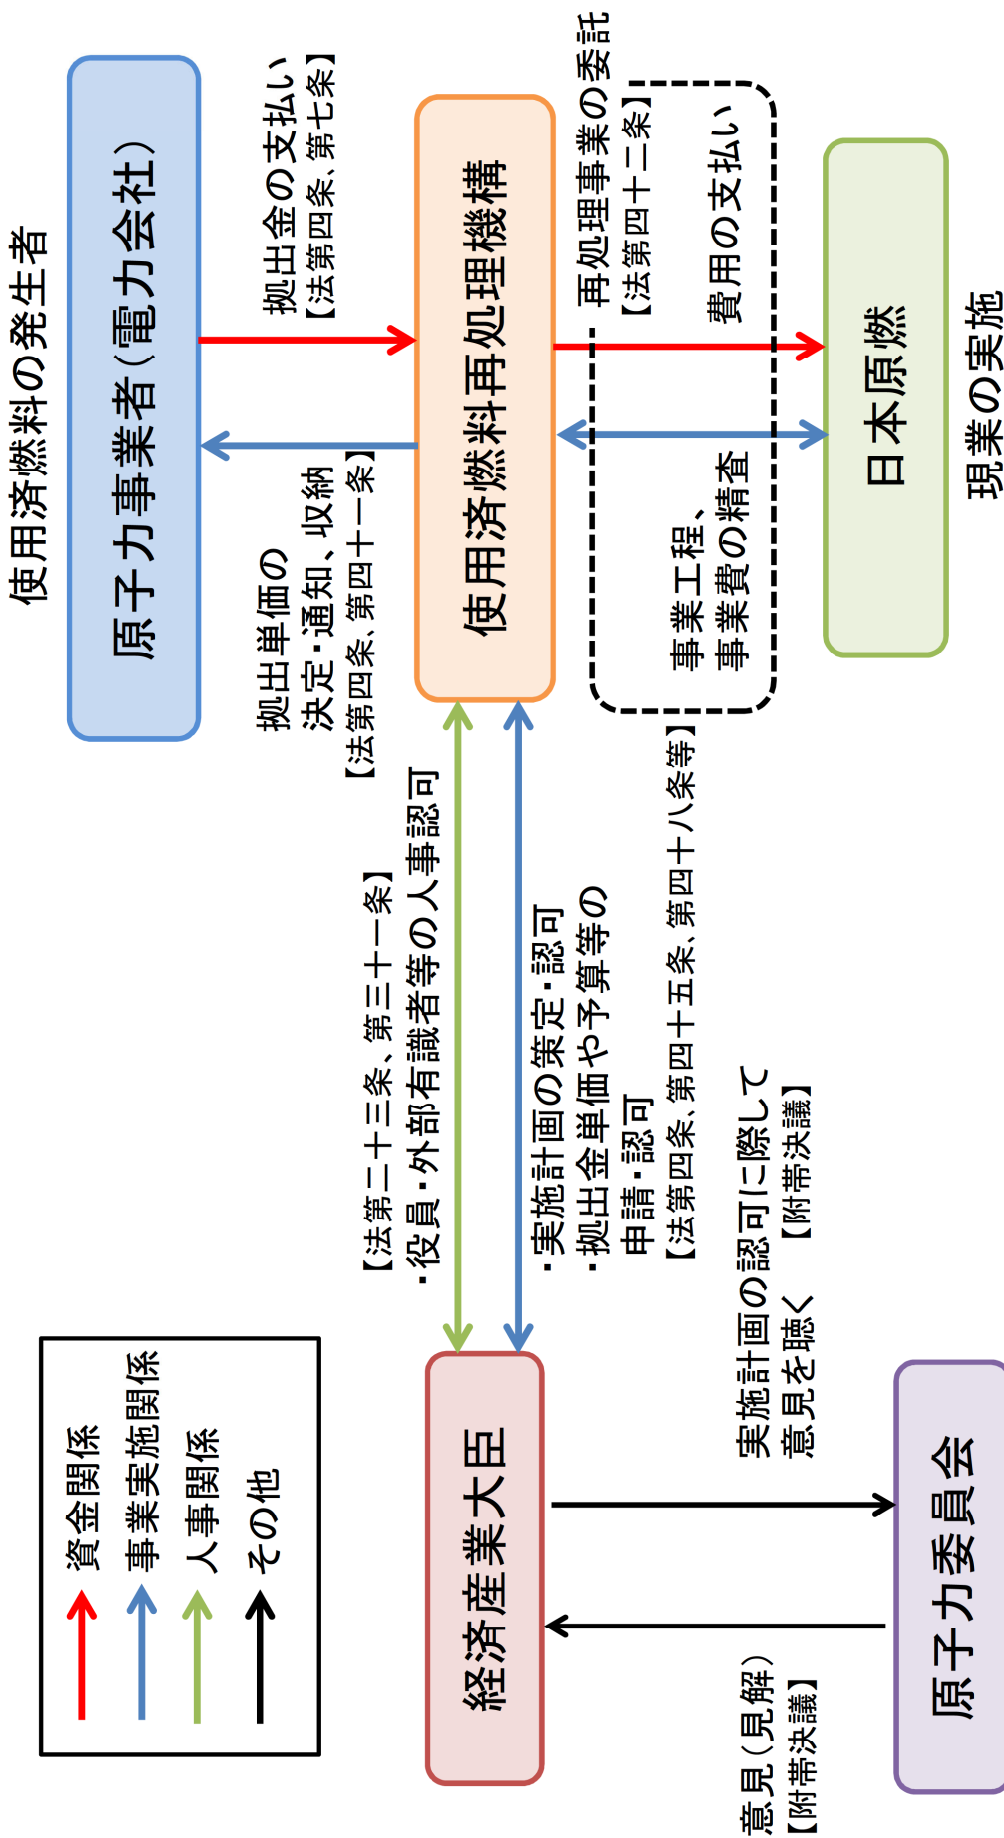 資金関係
事業実施関係
人事関係
その他
使用済燃料の発生者
原子力事業者(電力会社)
拠出単価の
決定・通知、収納
【法第四条、第四十一条】
拠出金の支払い
【法第四条、第七条】
【法第二十三条、第三十一条】
・役員・外部有識者等の人事認可
経済産業大臣
使用済燃料再処理機構
・実施計画の策定・認可
・拠出金単価や予算等の
申請・認可
【法第四条、第四十五条、第四十八条等】
再処理事業の委託
【法第四十二条】
事業工程、
事業費の精査
費用の支払い
意見(見解)
【附帯決議】
実施計画の認可に際して
意見を聴く　【附帯決議】
原子力委員会
日本原燃
現業の実施